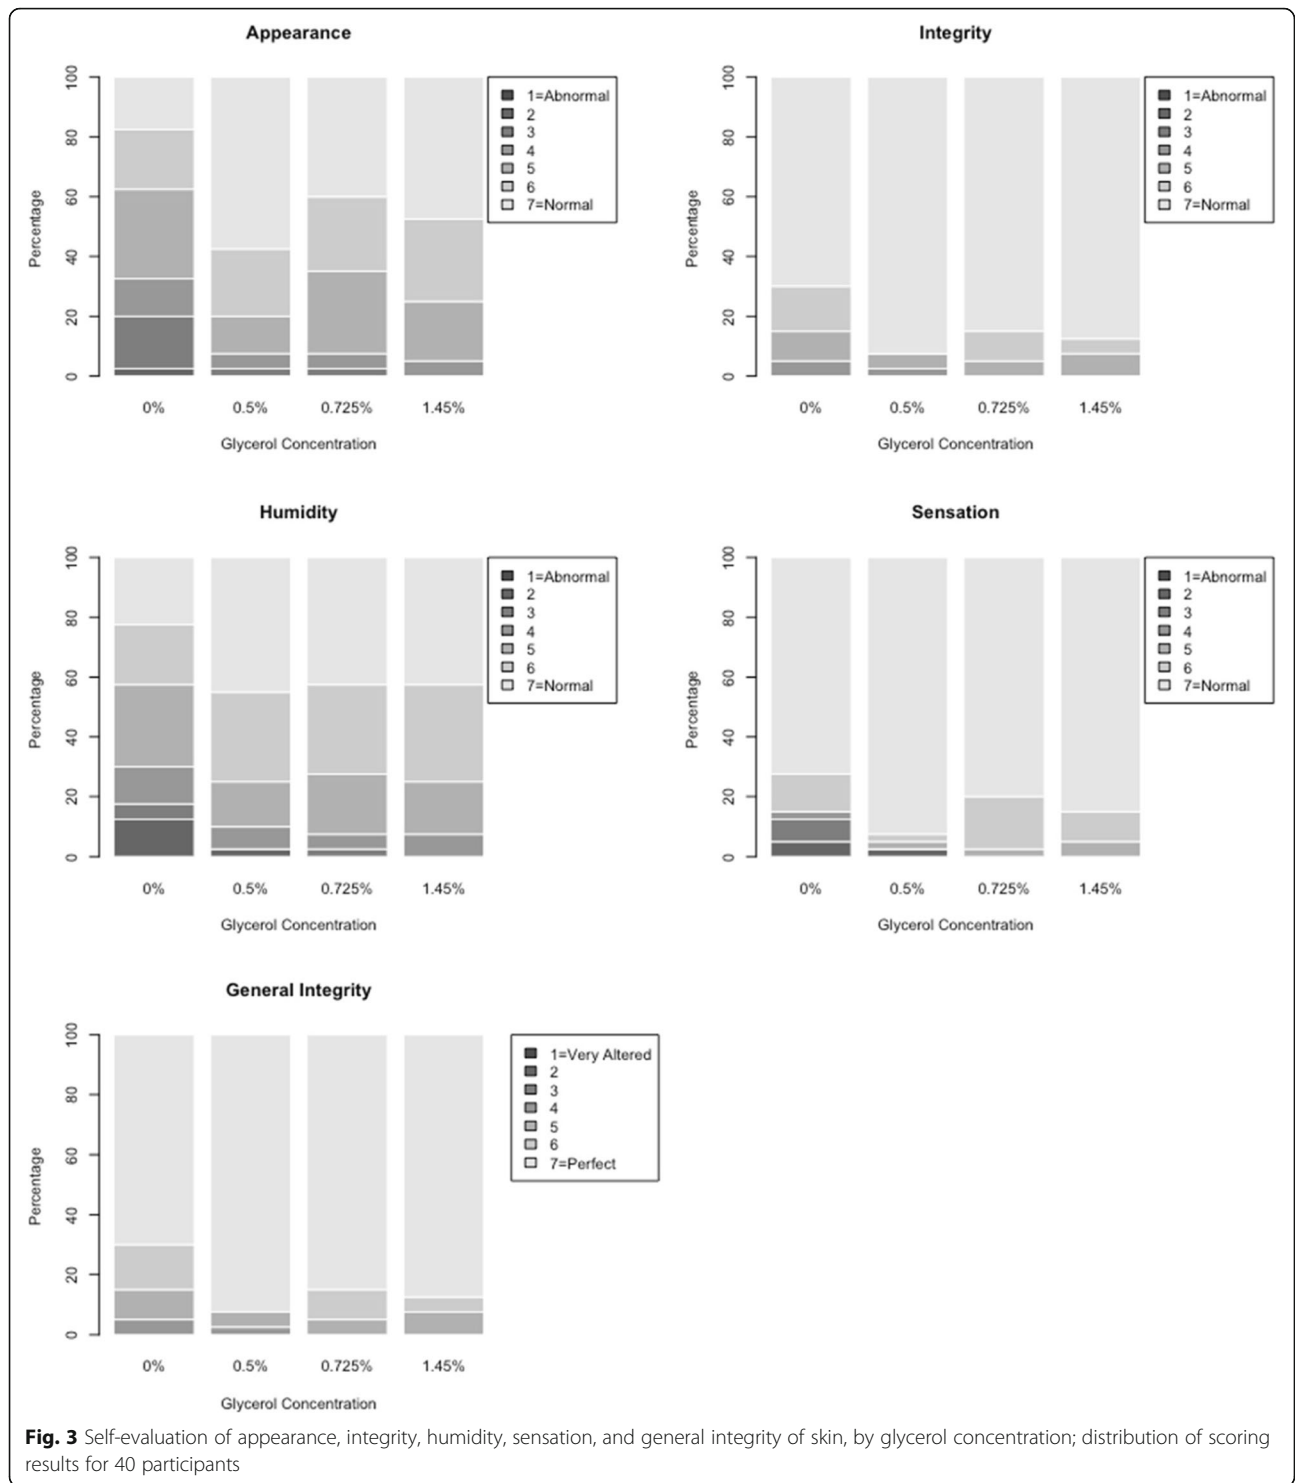 Appearance
Percentage
0
20
40
60
80
100
0% 0.5% 0.725% 1.45%
Glycerol Concentration
1=Abnormal
2
3
4
5
6
7=Normal
Integrity
Percentage
0
20
40
60
80
100
0% 0.5% 0.725% 1.45%
Glycerol Concentration
1=Abnormal
2
3
4
5
6
7=Normal
Humidity
Percentage
0
20
40
60
80
100
0% 0.5% 0.725% 1.45%
Glycerol Concentration
1=Abnormal
2
3
4
5
6
7=Normal
Sensation
Percentage
0
20
40
60
80
100
0% 0.5% 0.725% 1.45%
Glycerol Concentration
1=Abnormal
2
3
4
5
6
7=Normal
General Integrity
Percentage
0
20
40
60
80
100
0% 0.5% 0.725% 1.45%
Glycerol Concentration
1=Very Altered
2
3
4
5
6
7=Perfect
Fig. 3 Self-evaluation of appearance, integrity, humidity, sensation, and general integrity of skin, by glycerol concentration; distribution of scoring
results for 40 participants